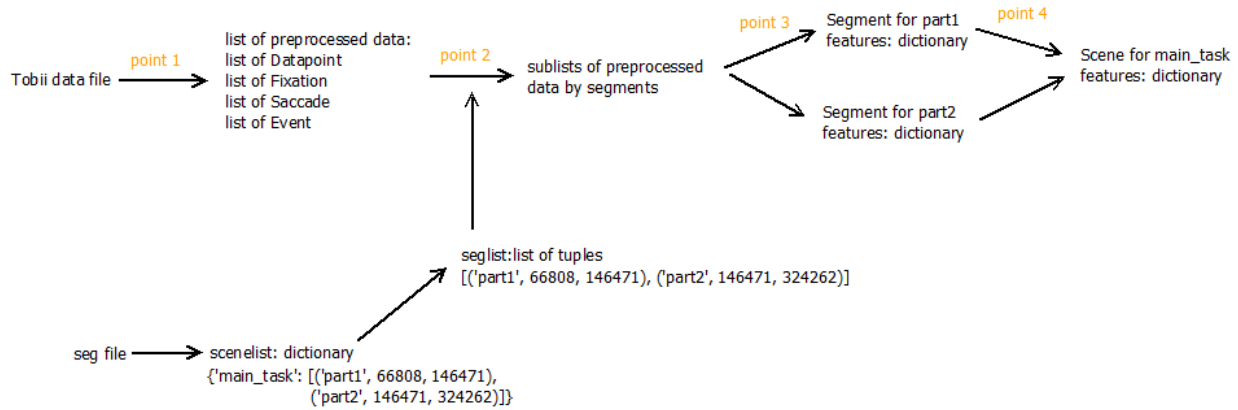 Tobii data file
point 1
list of preprocessed data:
list of Datapoint
list of Fixation
list of Saccade
list of Event
point 2
sublists of preprocessed
data by segments
point 3
Segment for part1
features: dictionary
Segment for part2
features: dictionary
point 4
Scene for main_task
features: dictionary
seglist:list of tuples
[('part1', 66808, 146471), ('part2', 146471, 324262)]
seg file
scenelist: dictionary
{'main_task': [('part1', 66808, 146471),
('part2', 146471, 324262)]}